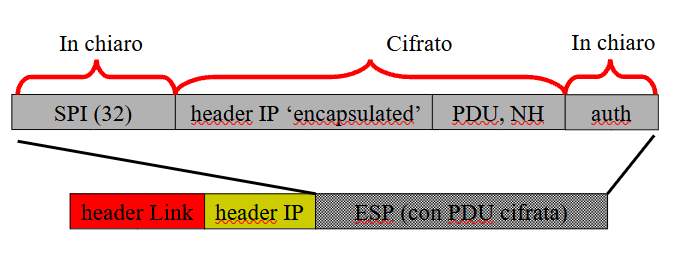 In chiaro Cifrato In chiaro
SPI (32) header IP ‘encapsulated’ PDU, NH auth
header Link header IP ESP (con PDU cifrata)